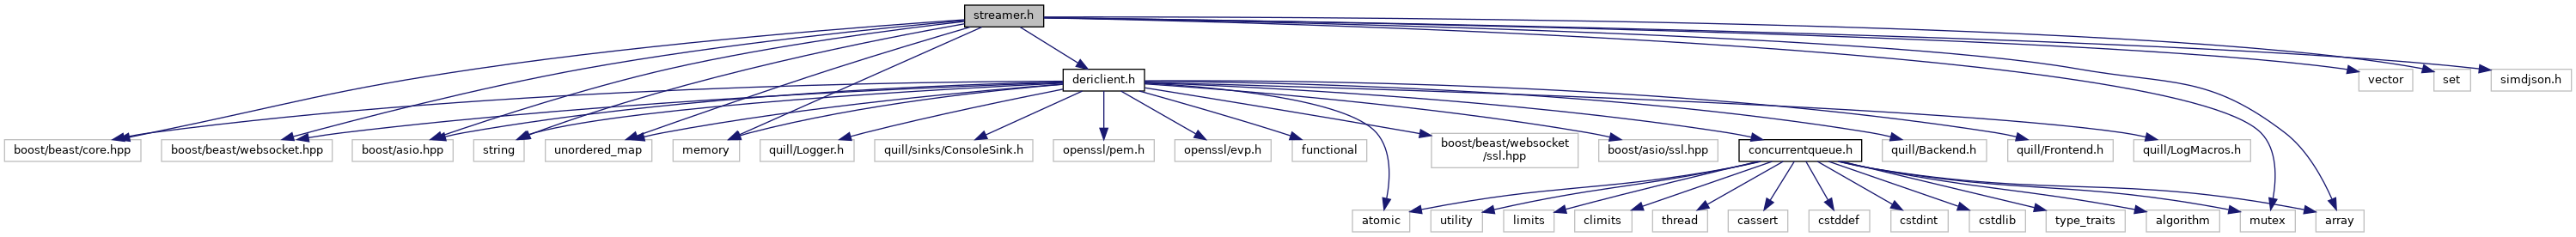 streamer.h
dericlient.h
vector
set
simdjson.h
boost/beast/core.hpp
boost/beast/websocket.hpp
boost/asio.hpp
string
unordered_map
memory
quill/Logger.h
quill/sinks/ConsoleSink.h
openssl/pem.h
openssl/evp.h
functional
boost/beast/websocket
/ssl.hpp
boost/asio/ssl.hpp
concurrentqueue.h
quill/Backend.h
quill/Frontend.h
quill/LogMacros.h
atomic
utility
limits
climits
thread
cassert
cstddef
cstdint
cstdlib
type_traits
algorithm
mutex
array